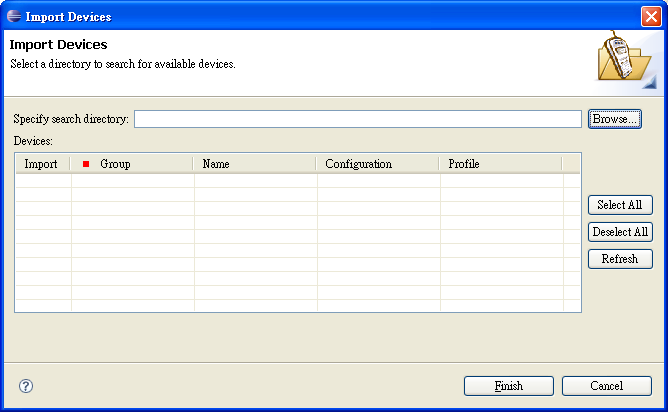 Import Devices
Import Devices
Select a directory to search for available devices.
Specify search directory: Browse...
Devices:
Import Group Name Configuration Profile
Select All
Deselect All
Refresh
? Finish Cancel